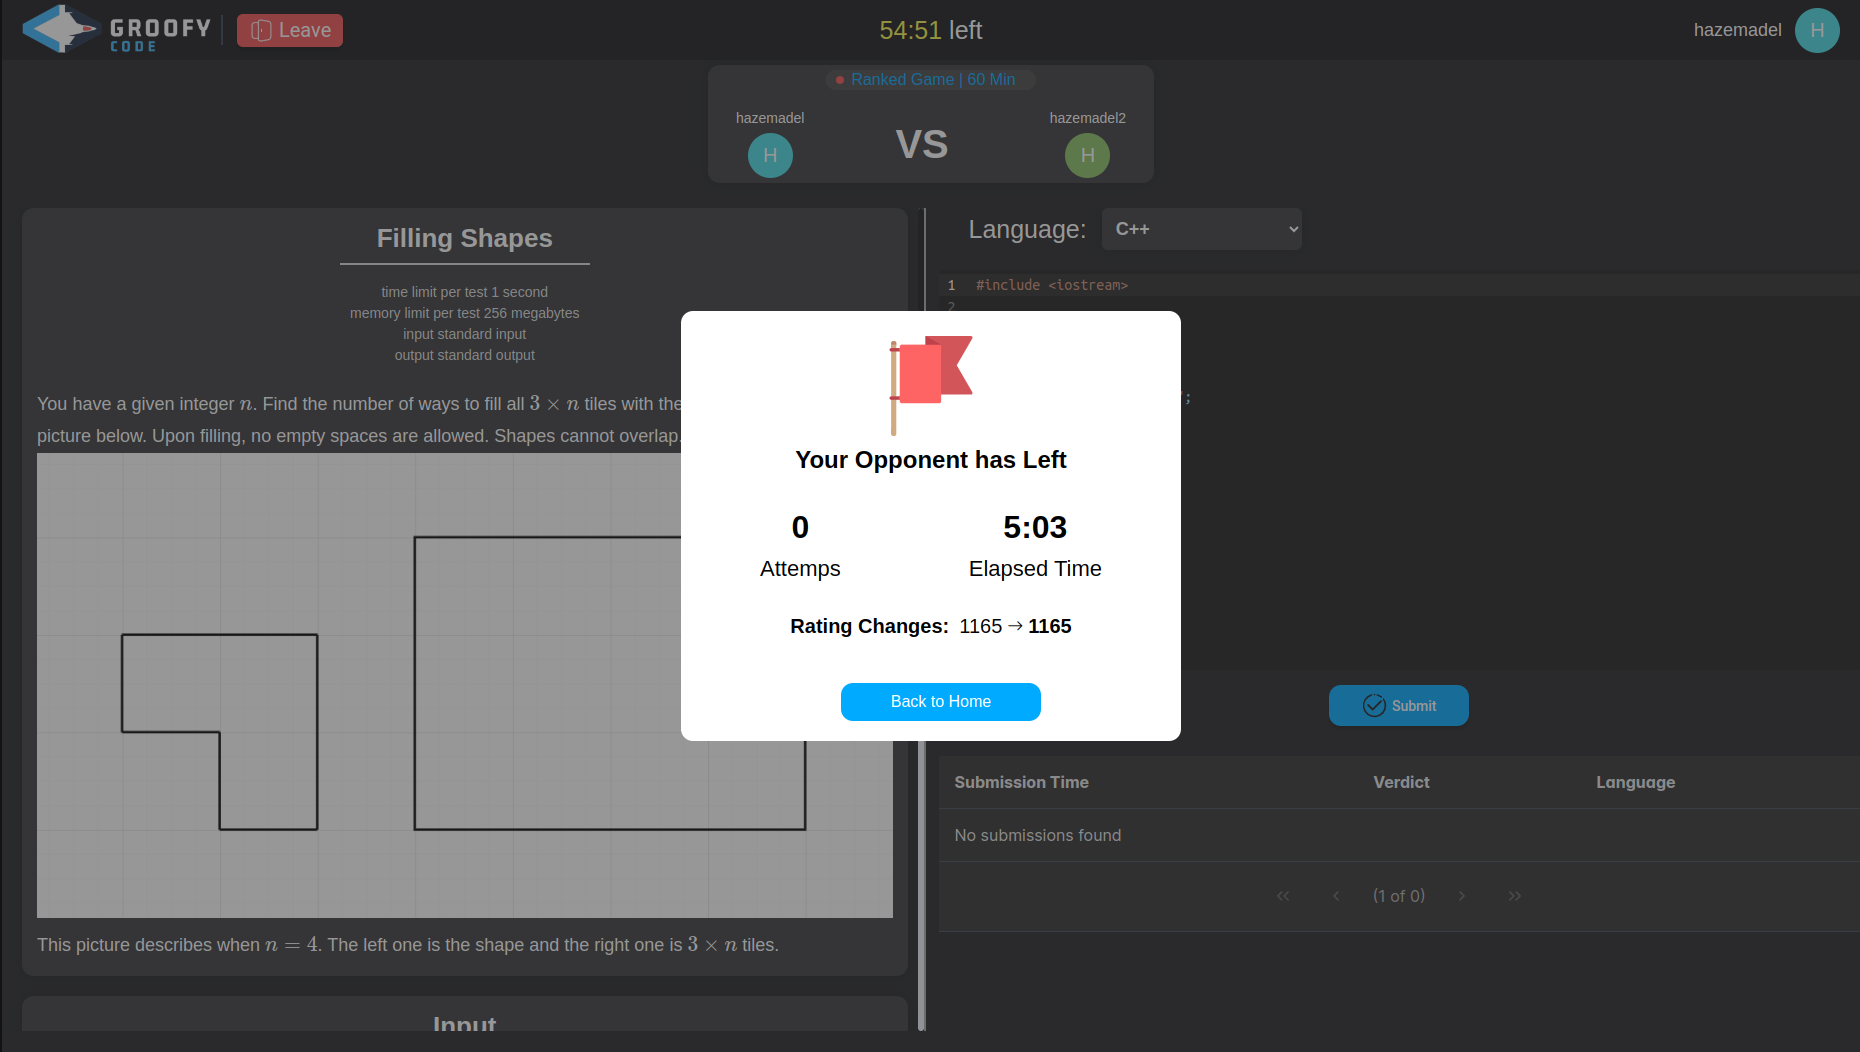 GROOFY
CODE
Leave
54:51 left
hazemadel
H
Ranked Game | 60 Min
hazemadel
H
VS
hazemadel2
H
Filling Shapes
time limit per test 1 second
memory limit per test 256 megabytes
input standard input
output standard output
You have a given integer n. Find the number of ways to fill all 3 × n tiles with the
picture below. Upon filling, no empty spaces are allowed. Shapes cannot overlap.
This picture describes when n = 4. The left one is the shape and the right one is 3 × n tiles.
Input
Language:
C++
1 #include <iostream>
2
;
Your Opponent has Left
0
Attemps
5:03
Elapsed Time
Rating Changes: 1165 → 1165
Back to Home
Submit
Submission Time Verdict Language
No submissions found
« ‹ (1 of 0) › »